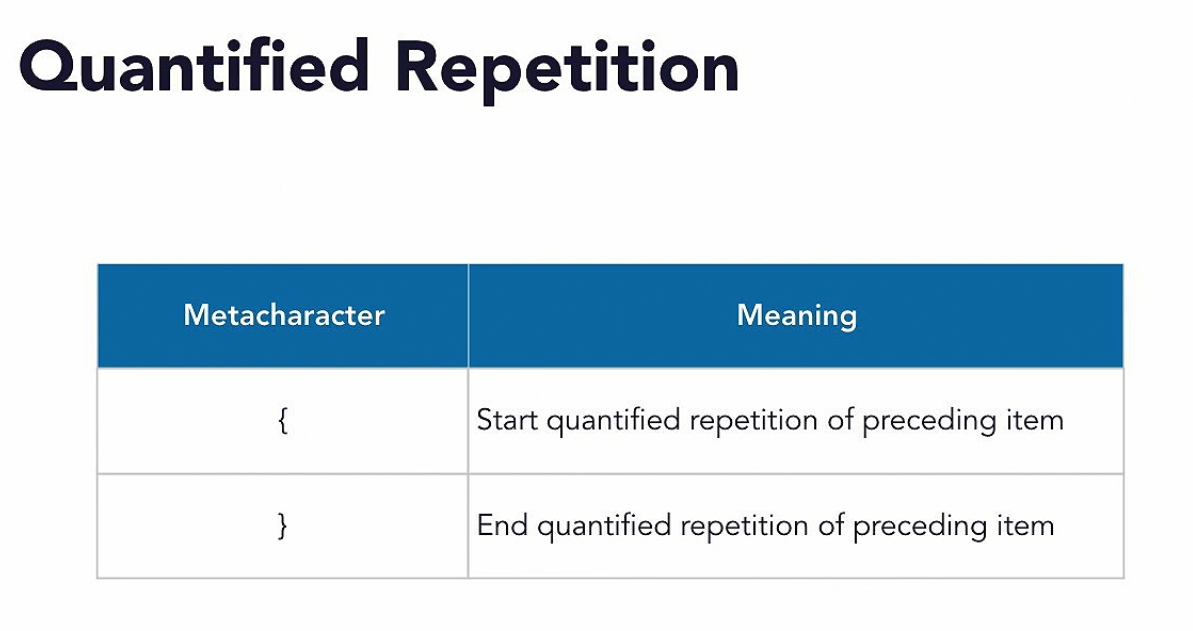 Quantified Repetition
Metacharacter Meaning
{ Start quantified repetition of preceding item
} End quantified repetition of preceding item